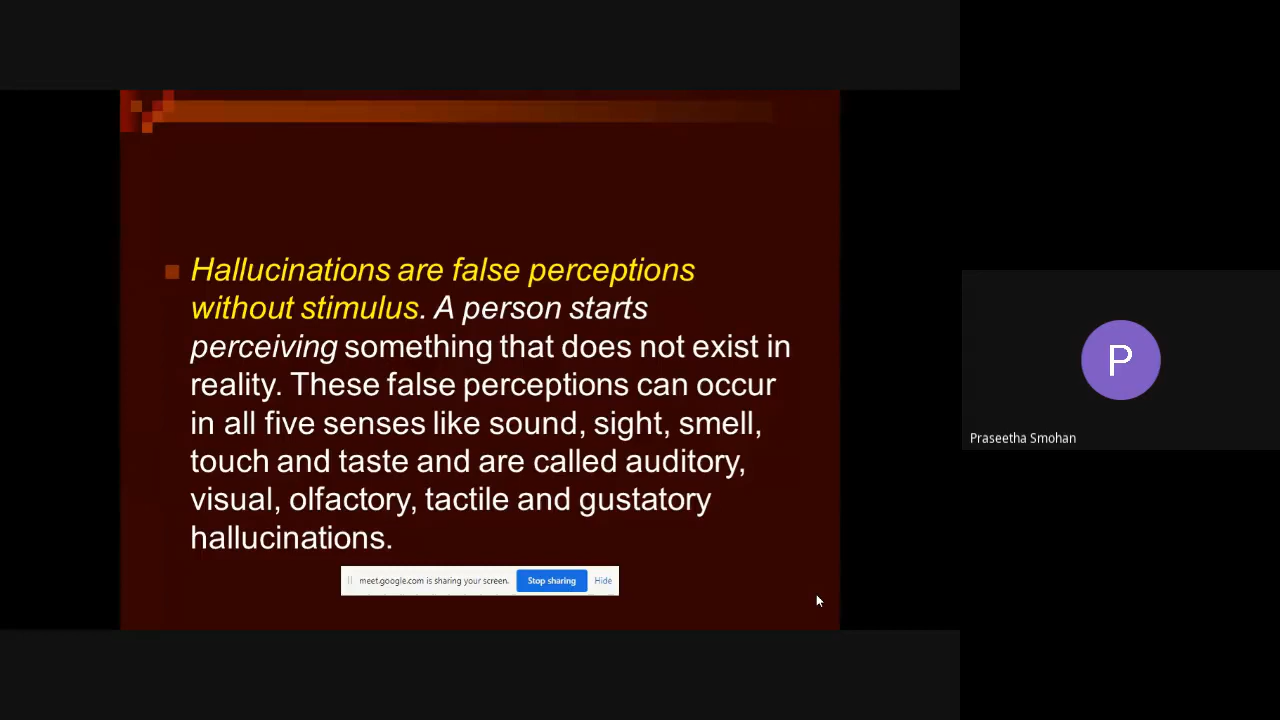 Hallucinations are false perceptions
without stimulus. A person starts
perceiving something that does not exist in
reality. These false perceptions can occur
in all five senses like sound, sight, smell,
touch and taste and are called auditory,
visual, olfactory, tactile and gustatory
hallucinations.
meet.google.com is sharing your screen. Stop sharing Hide
P
Praseetha Smohan